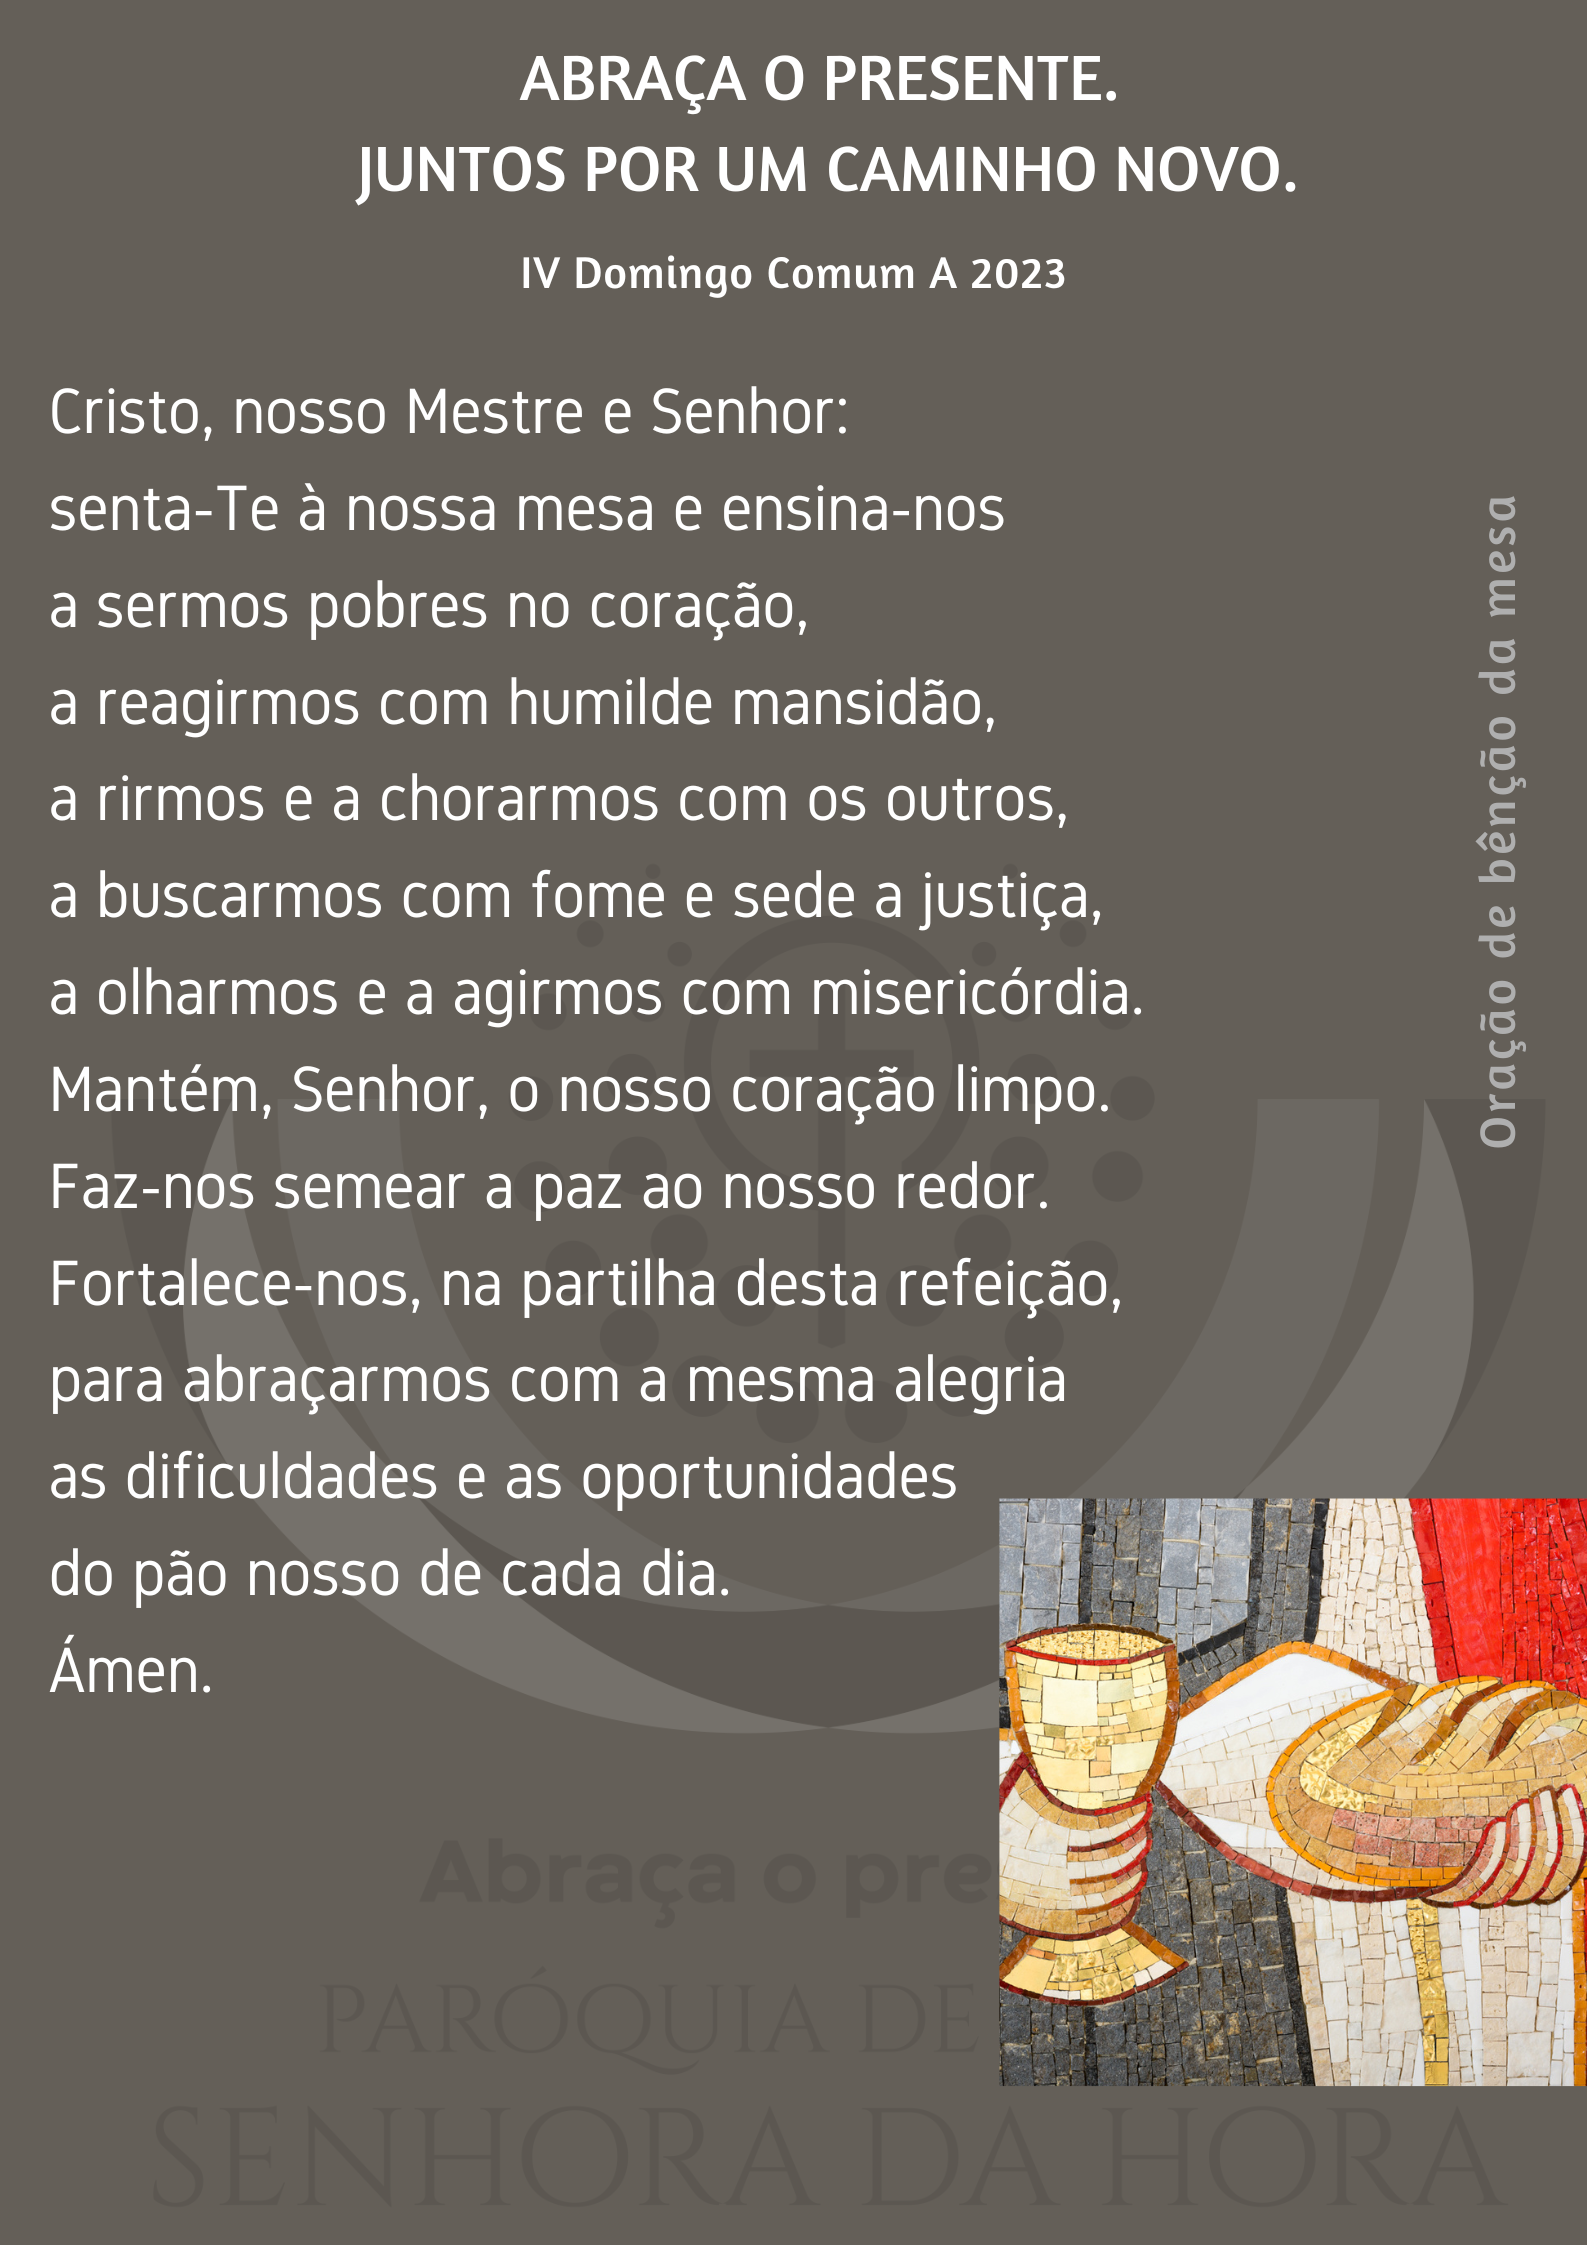 ABRAÇA O PRESENTE.
JUNTOS POR UM CAMINHO NOVO.
IV Domingo Comum A 2023
Cristo, nosso Mestre e Senhor:
senta-Te à nossa mesa e ensina-nos
a sermos pobres no coração,
a reagirmos com humilde mansidão,
a rirmos e a chorarmos com os outros,
a buscarmos com fome e sede a justiça,
a olharmos e a agirmos com misericórdia.
Mantém, Senhor, o nosso coração limpo.
Faz-nos semear a paz ao nosso redor.
Fortalece-nos, na partilha desta refeição,
para abraçarmos com a mesma alegria
as dificuldades e as oportunidades
do pão nosso de cada dia.
Ámen.
Oração de bênção da mesa
Abraça o pre
PARÓQUIA DE
SENHORA DA HORA